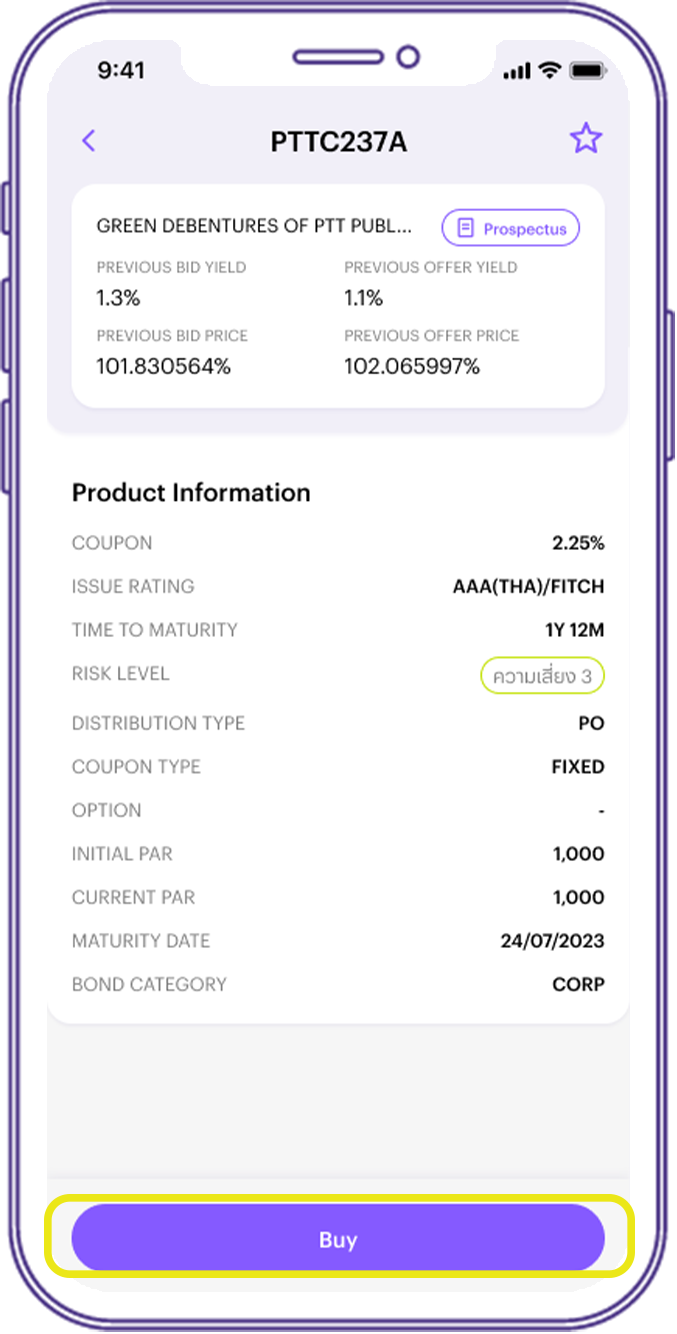 9:41
PTTC237A
GREEN DEBENTURES OF PTT PUBL... Prospectus
PREVIOUS BID YIELD PREVIOUS OFFER YIELD
1.3% 1.1%
PREVIOUS BID PRICE PREVIOUS OFFER PRICE
101.830564% 102.065997%
Product Information
COUPON 2.25%
ISSUE RATING AAA(THA)/FITCH
TIME TO MATURITY 1Y 12M
RISK LEVEL ความเสี่ยง 3
DISTRIBUTION TYPE PO
COUPON TYPE FIXED
OPTION -
INITIAL PAR 1,000
CURRENT PAR 1,000
MATURITY DATE 24/07/2023
BOND CATEGORY CORP
Buy